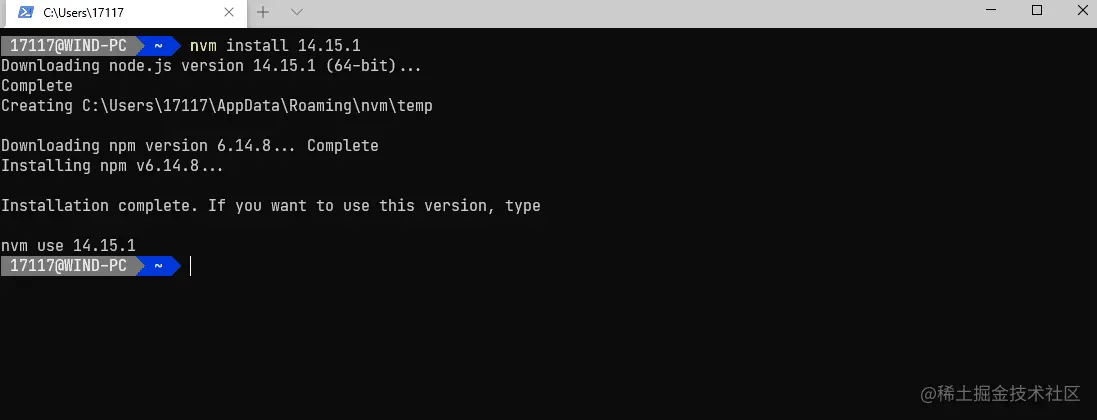 C:\Users\17117
17117@WIND-PC ~ nvm install 14.15.1
Downloading node.js version 14.15.1 (64-bit)...
Complete
Creating C:\Users\17117\AppData\Roaming\nvm\temp
Downloading npm version 6.14.8... Complete
Installing npm v6.14.8...
Installation complete. If you want to use this version, type
nvm use 14.15.1
17117@WIND-PC ~
@稀土掘金技术社区